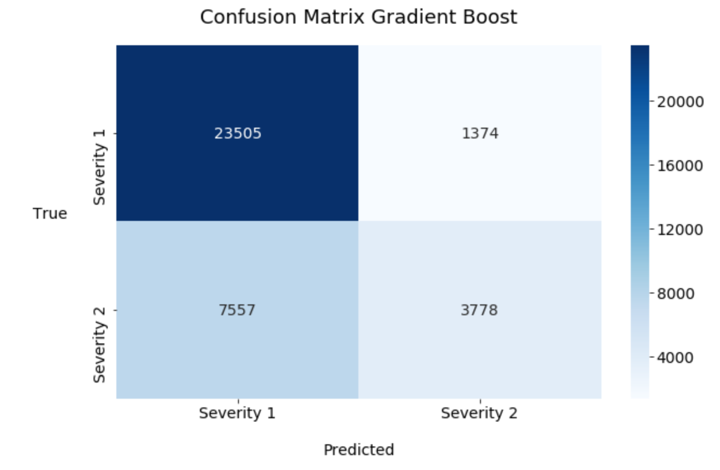 Confusion Matrix Gradient Boost
True
Severity 1
23505
1374
Severity 2
7557
3778
Severity 1
Severity 2
Predicted
20000
16000
12000
8000
4000